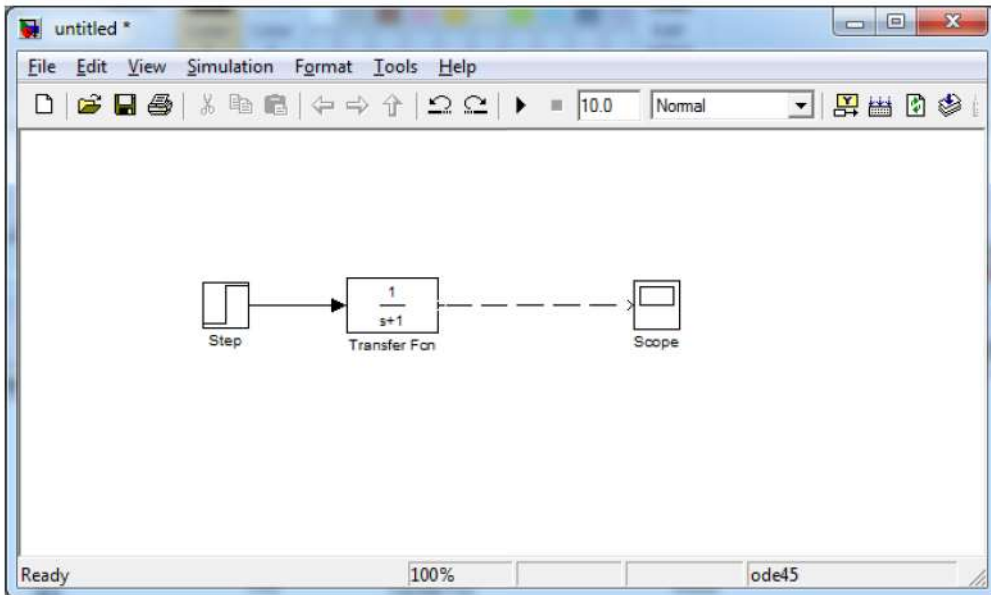 untitled *
File Edit View Simulation Format Tools Help
10.0 Normal
1
s+1
Step
Transfer Fcn
Scope
Ready 100% ode45